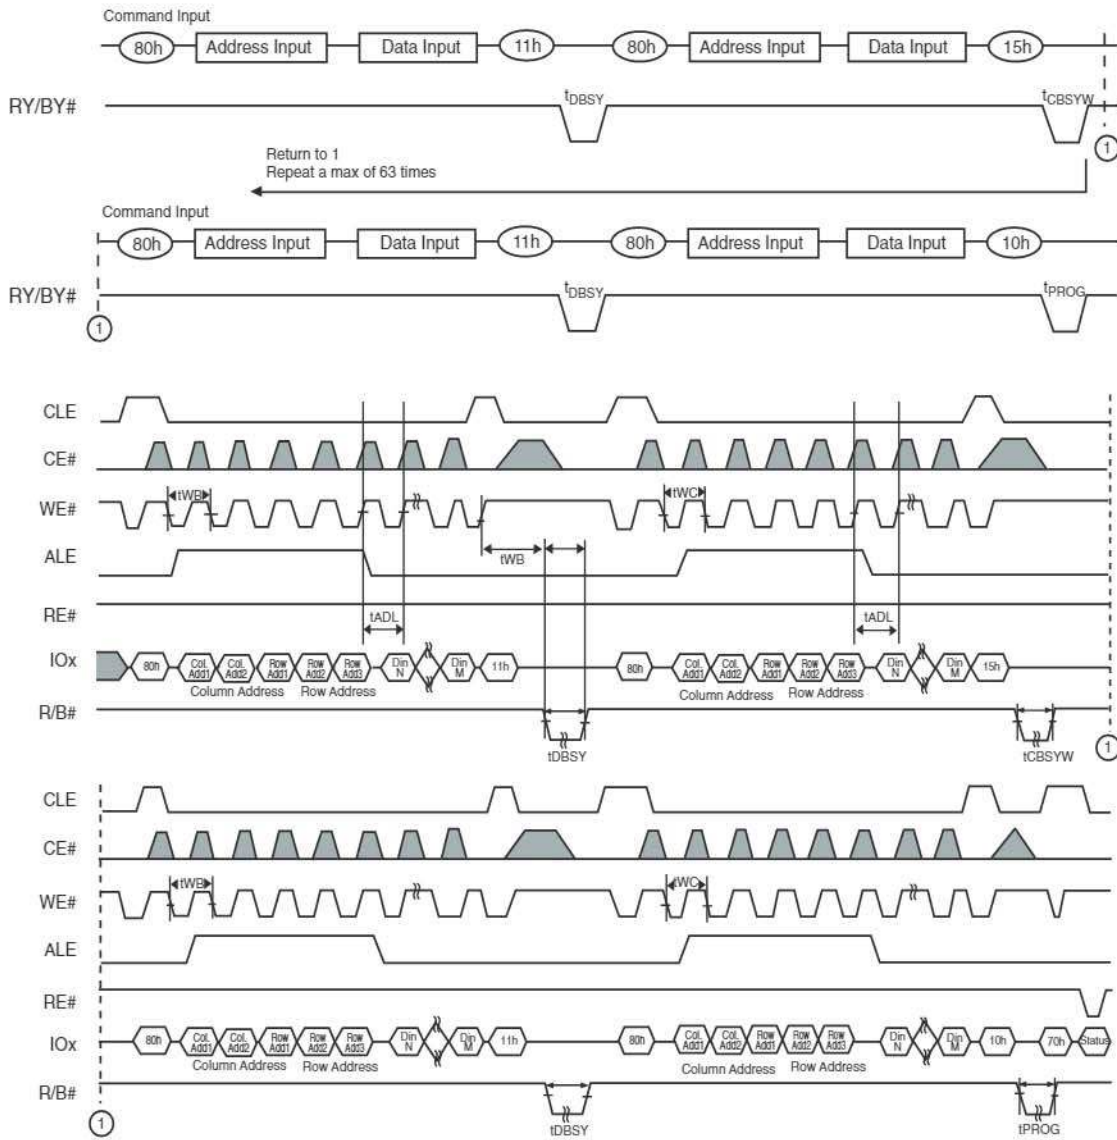 Command Input
80h Address Input Data Input 11h 80h Address Input Data Input 15h
RY/BY# tDBSY tCBSYW
1
Return to 1
Repeat a max of 63 times
Command Input
80h Address Input Data Input 11h 80h Address Input Data Input 10h
RY/BY# tDBSY tPROG
1
CLE
CE#
WE# tWB tWC
ALE tWB
RE# tADL tADL
IOx 80h Col. Add1 Col. Add2 Row Add1 Row Add2 Row Add3 Din N Din M 11h 80h Col. Add1 Col. Add2 Row Add1 Row Add2 Row Add3 Din N Din M 15h
Column Address Row Address Column Address Row Address
R/B# tDBSY tCBSYW
1
CLE
CE#
WE# tWB tWC
ALE
RE#
IOx 80h Col. Add1 Col. Add2 Row Add1 Row Add2 Row Add3 Din N Din M 11h 80h Col. Add1 Col. Add2 Row Add1 Row Add2 Row Add3 Din N Din M 10h 70h Status
Column Address Row Address Column Address Row Address
R/B# tDBSY tPROG
1